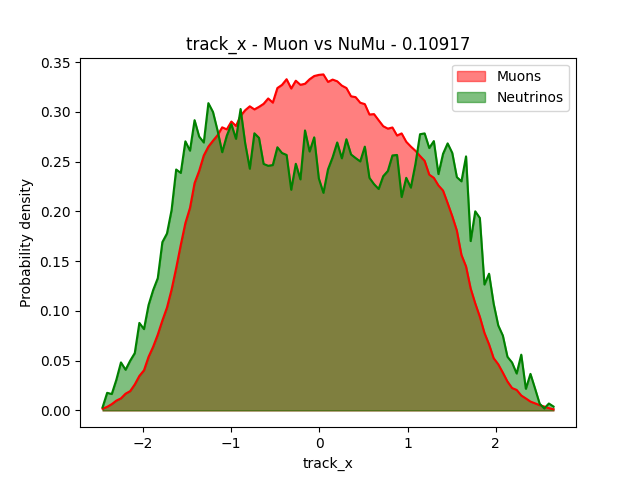 track_x - Muon vs NuMu - 0.10917
Muons
Neutrinos
Probability density
0.35
0.30
0.25
0.20
0.15
0.10
0.05
0.00
−2
−1
0
1
2
track_x